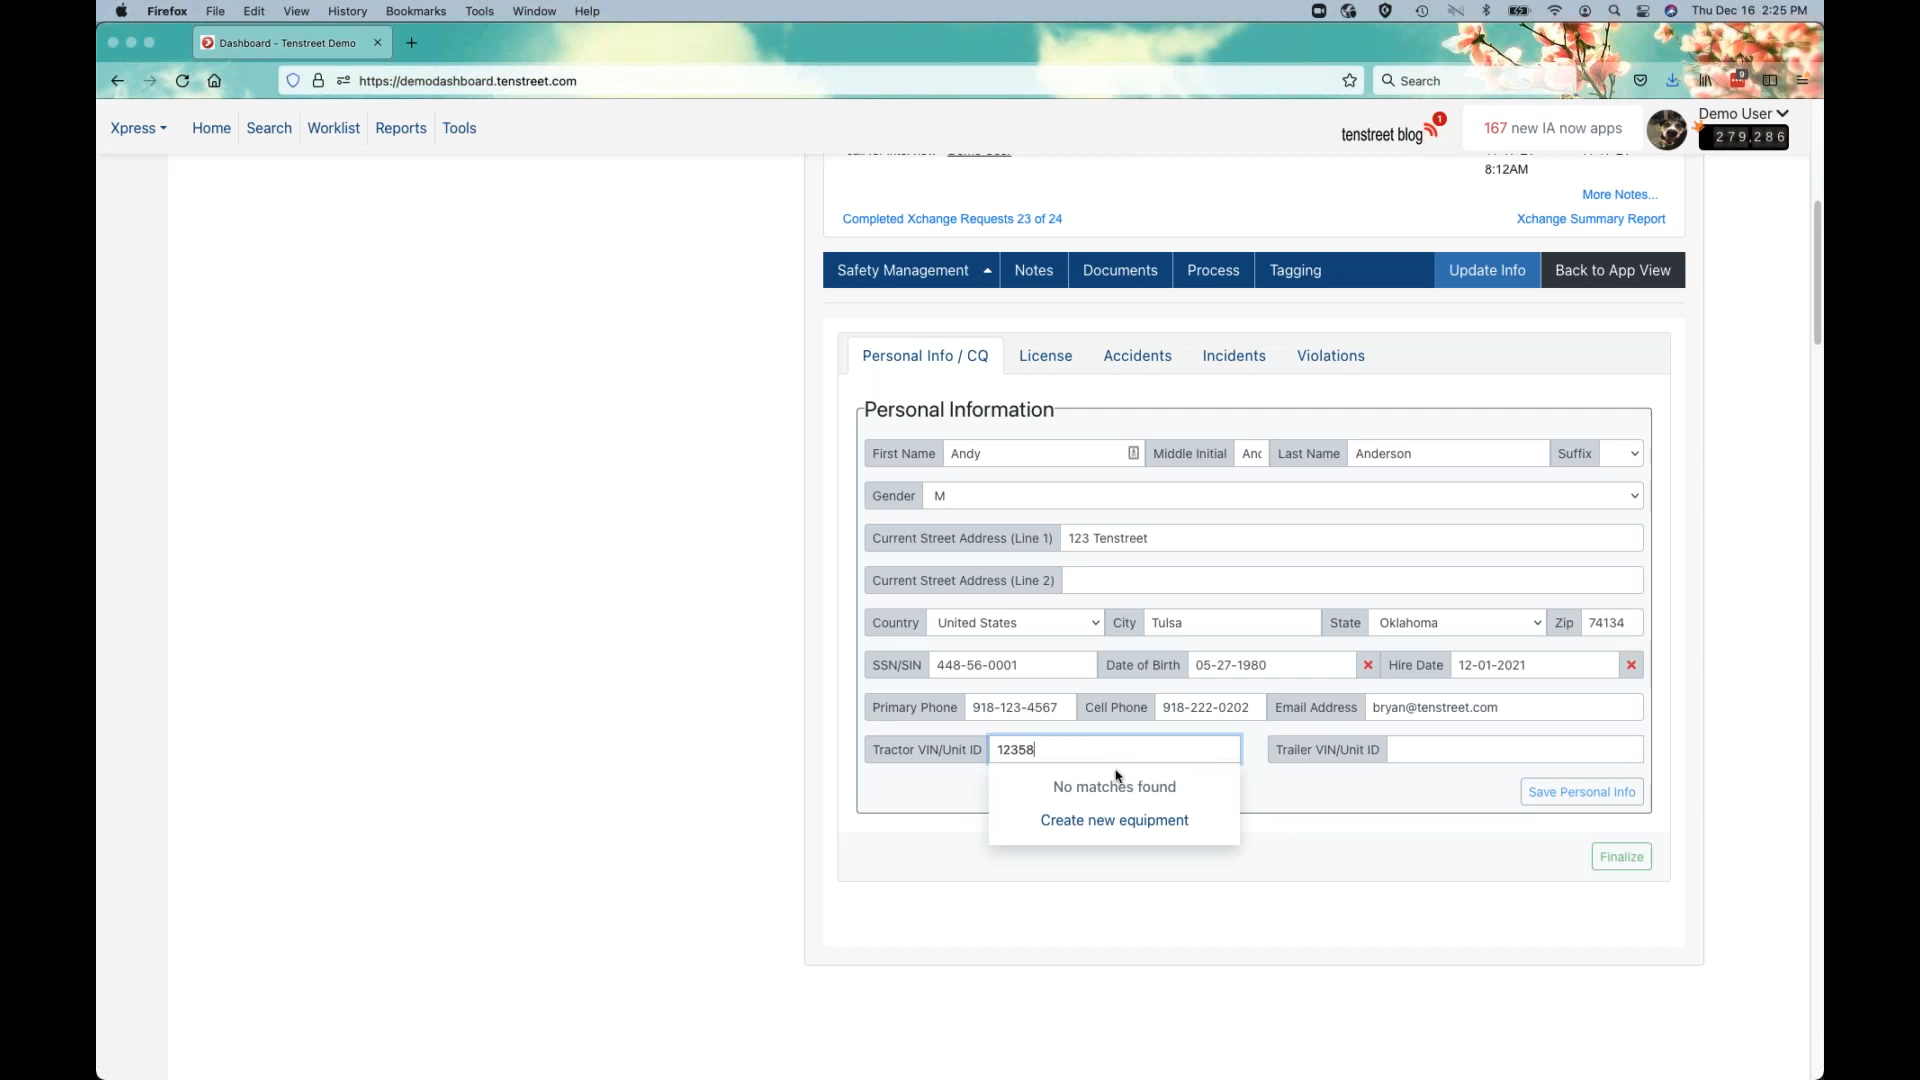 Firefox File Edit View History Bookmarks Tools Window Help Thu Dec 16 2:25 PM
Dashboard - Tenstreet Demo
https://demodashboard.tenstreet.com Search 9
Xpress Home Search Worklist Reports Tools tenstreet blog 1 167 new IA now apps Demo User
279,286
8:12AM
More Notes...
Completed Xchange Requests 23 of 24 Xchange Summary Report
Safety Management Notes Documents Process Tagging Update Info Back to App View
Personal Info / CQ License Accidents Incidents Violations
Personal Information
First Name Andy Middle Initial And Last Name Anderson Suffix
Gender M
Current Street Address (Line 1) 123 Tenstreet
Current Street Address (Line 2)
Country United States City Tulsa State Oklahoma Zip 74134
SSN/SIN 448-56-0001 Date of Birth 05-27-1980 Hire Date 12-01-2021
Primary Phone 918-123-4567 Cell Phone 918-222-0202 Email Address bryan@tenstreet.com
Tractor VIN/Unit ID 12358 Trailer VIN/Unit ID
No matches found
Save Personal Info
Create new equipment
Finalize